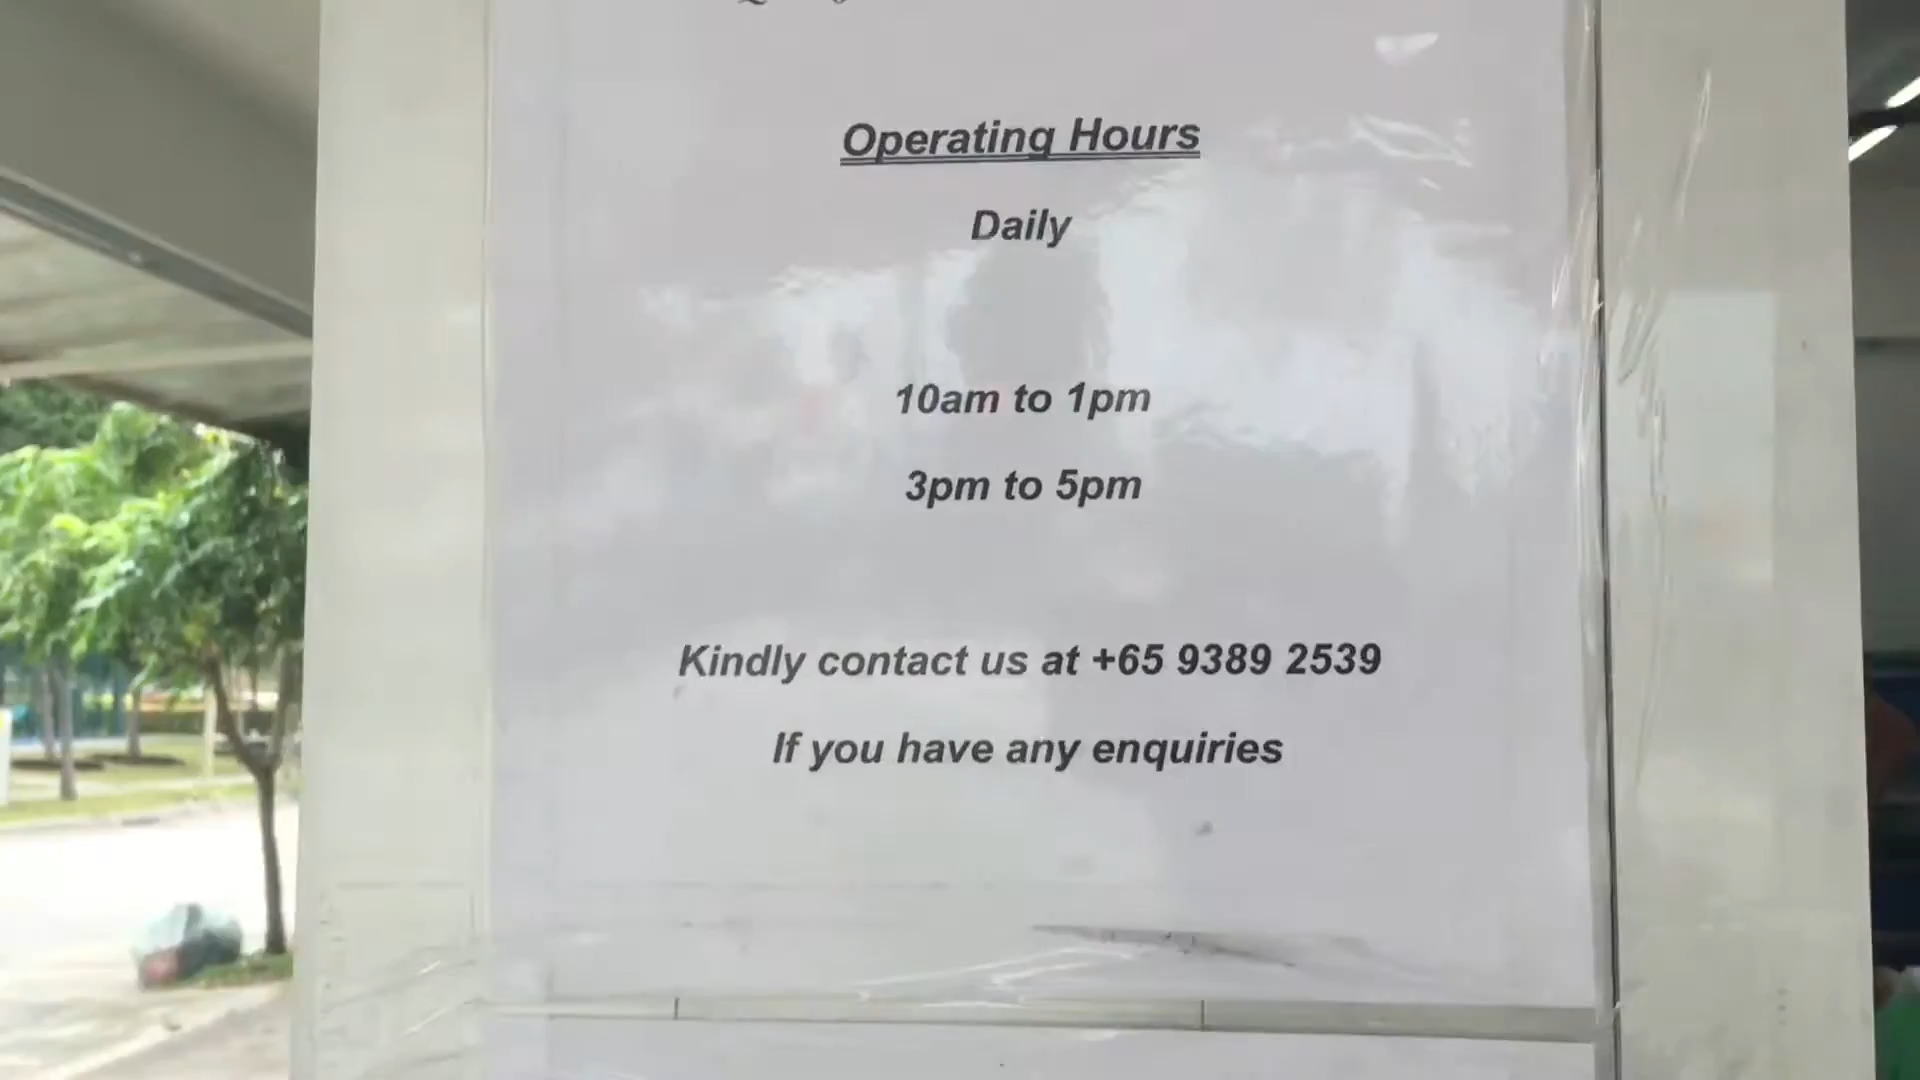 Operating Hours
Daily
10am to 1pm
3pm to 5pm
Kindly contact us at +65 9389 2539
If you have any enquiries